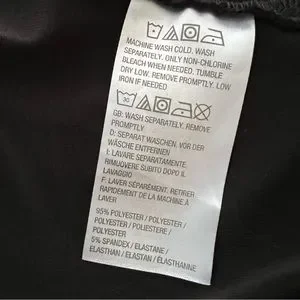 MACHINE WASH COLD. WASH
SEPARATELY. ONLY NON-CHLORINE
BLEACH WHEN NEEDED. TUMBLE
DRY LOW. REMOVE PROMPTLY. LOW
IRON IF NEEDED
30
GB: WASH SEPARATELY. REMOVE
PROMPTLY
D: SEPARAT WASCHEN. VOR DER
WÄSCHE ENTFERNEN
I: LAVARE SEPARATAMENTE.
RIMUOVERE SUBITO DOPO IL
LAVAGGIO
F: LAVER SÉPARÉMENT. RETIRER
RAPIDEMENT DE LA MACHINE À
LAVER
95% POLYESTER / POLYESTER /
POLYESTER / POLIESTERE /
POLYESTER
5% SPANDEX / ELASTANE /
ELASTHAN / ELASTAN / ÉLASTHANNE